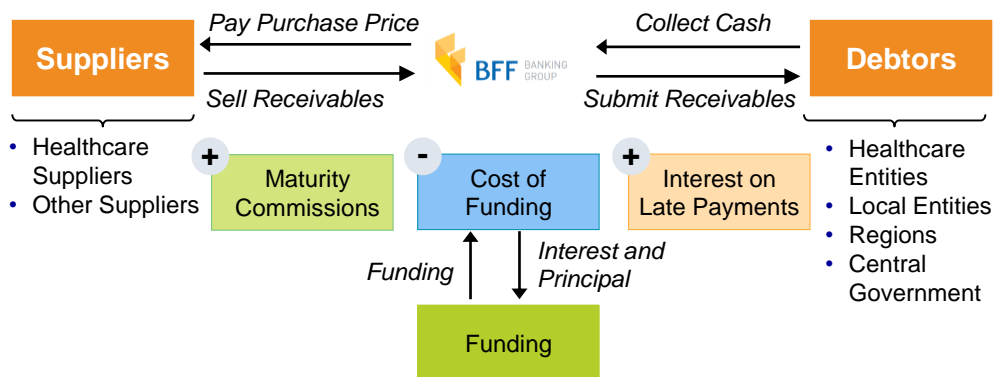 Pay Purchase Price
Collect Cash
Suppliers
BFF BANKING
GROUP
Debtors
Sell Receivables
Submit Receivables
• Healthcare
Suppliers
• Other Suppliers
+
Maturity
Commissions
-
Cost of
Funding
+
Interest on
Late Payments
• Healthcare
Entities
• Local Entities
• Regions
• Central
Government
Funding
Interest and
Principal
Funding